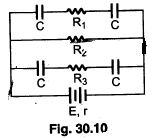 C R₁ C
R₂
C R₃ C
E, r
Fig. 30.10